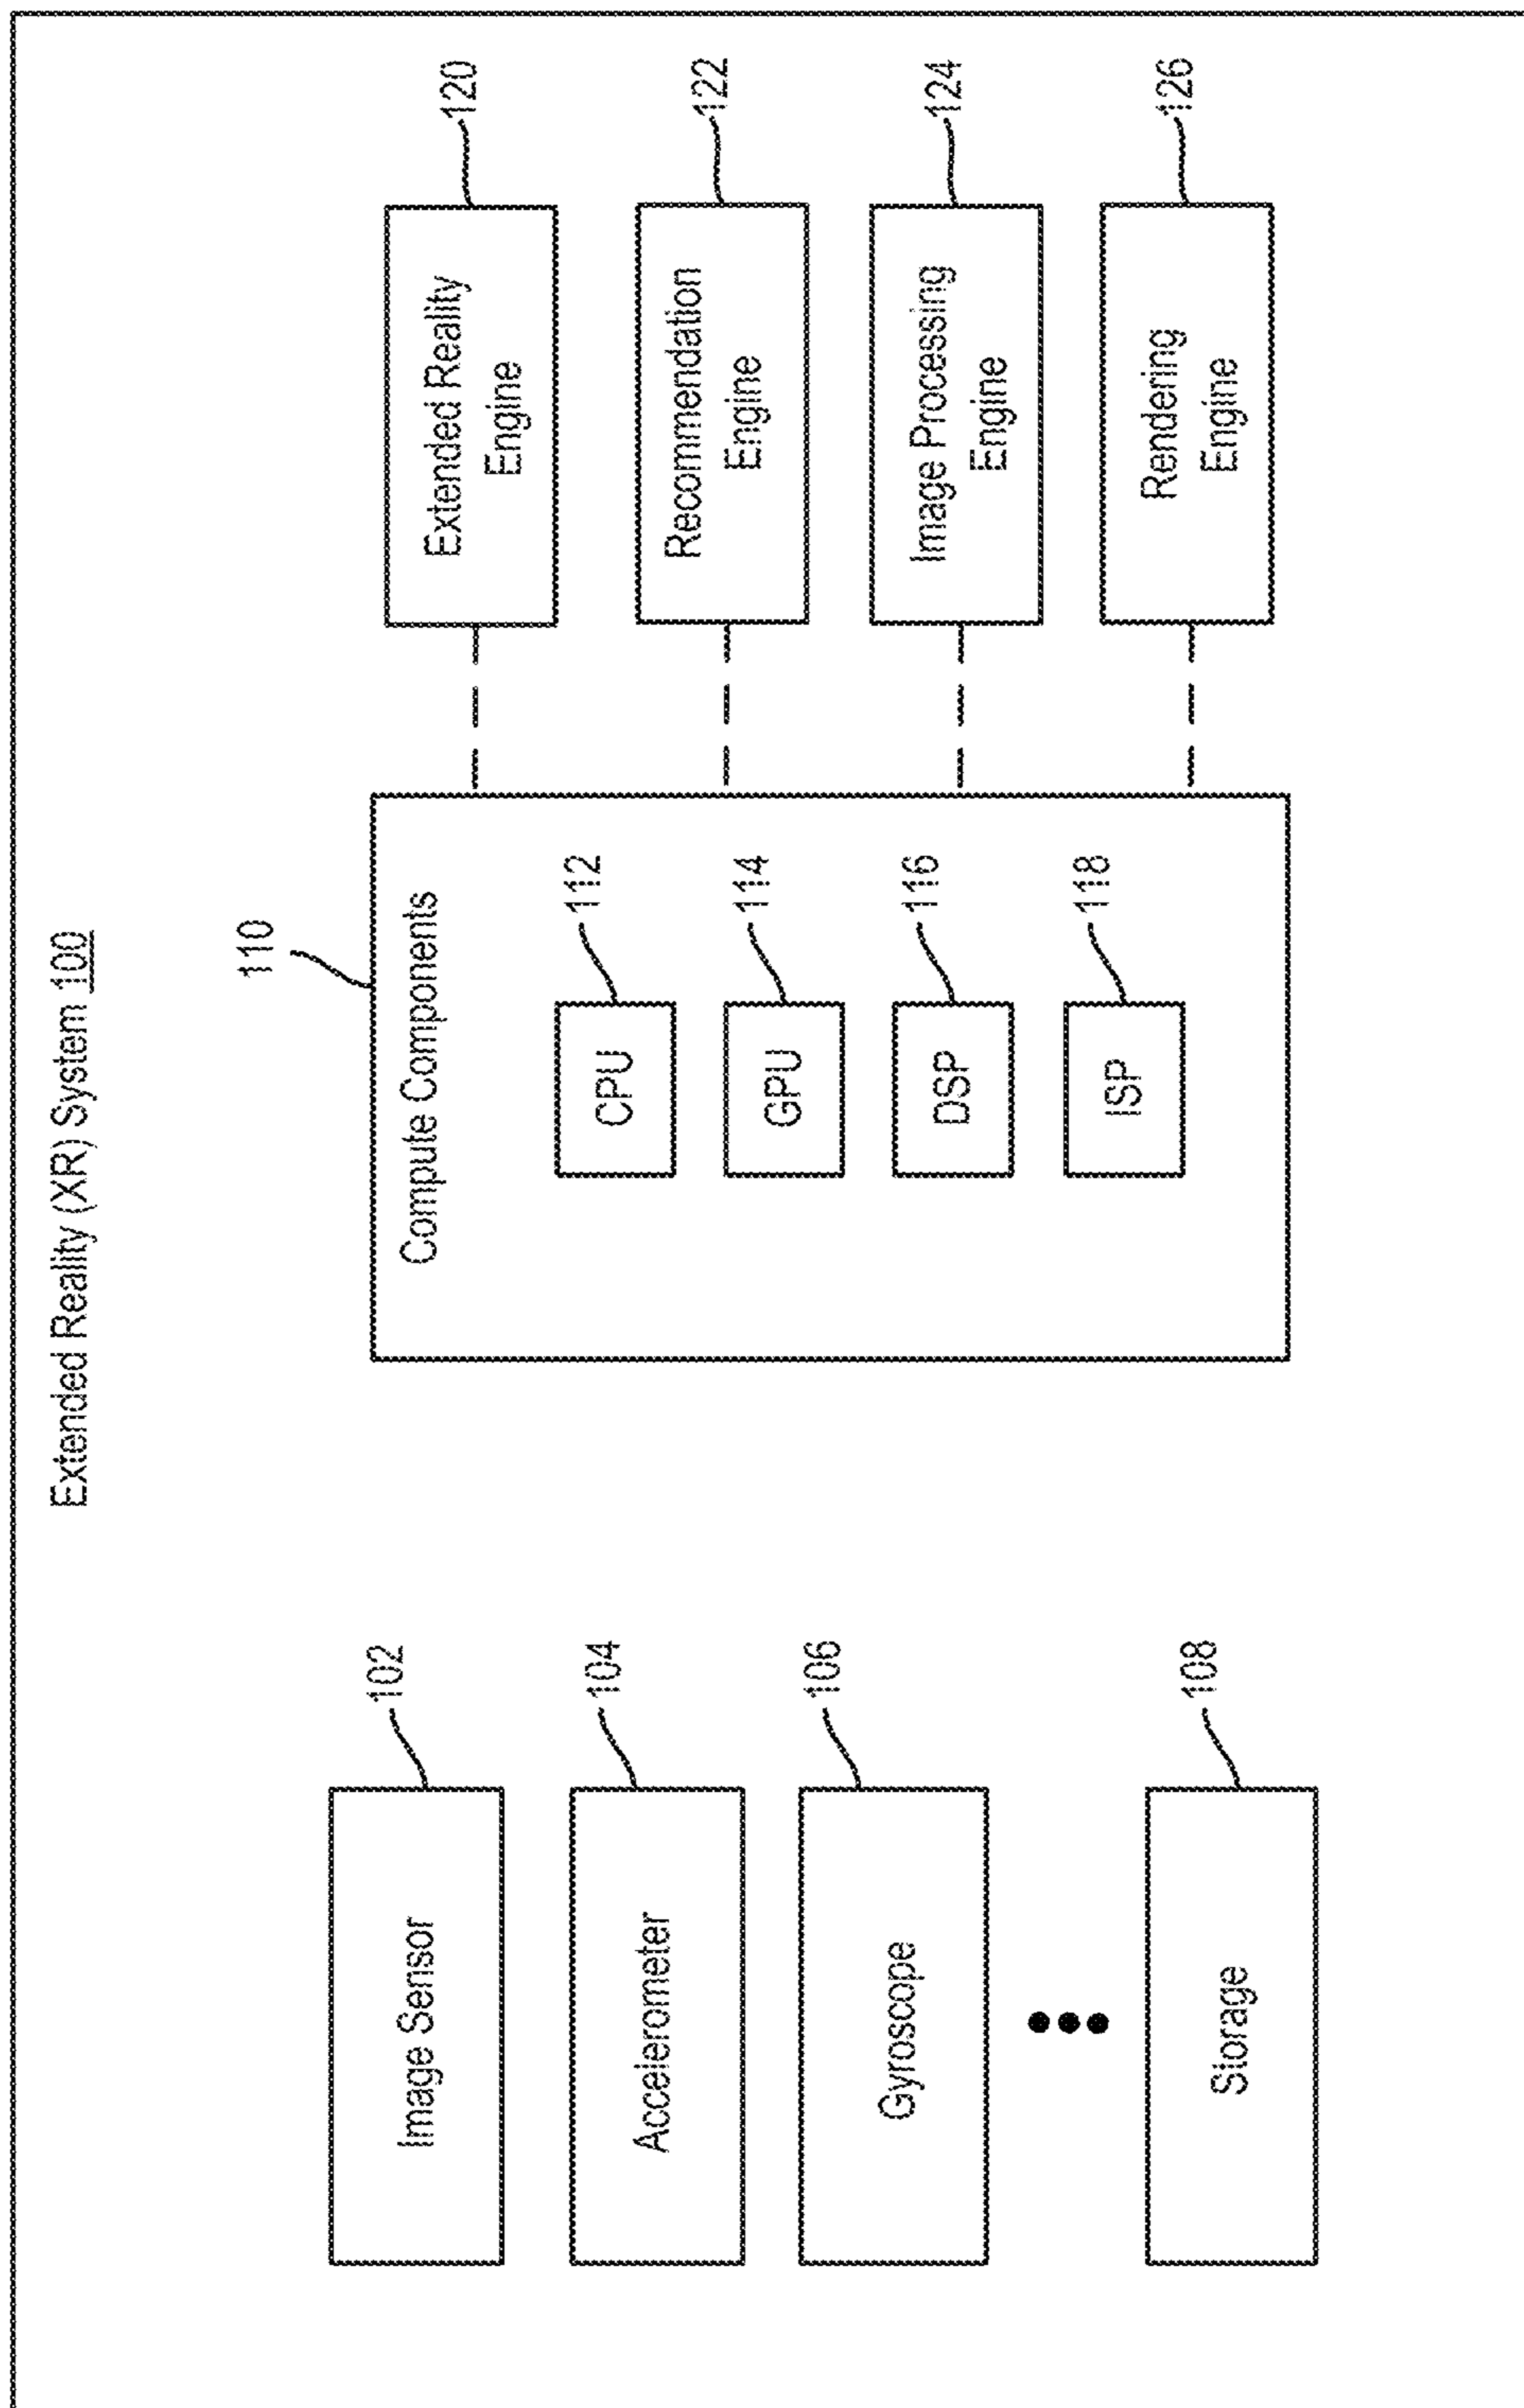 Extended Reality (XR) System 100
Image Sensor
102
Accelerometer
104
Gyroscope
106
Storage
108
110
Compute Components
CPU
112
GPU
114
DSP
116
ISP
118
Extended Reality
Engine
120
Recommendation
Engine
122
Image Processing
Engine
124
Rendering
Engine
126